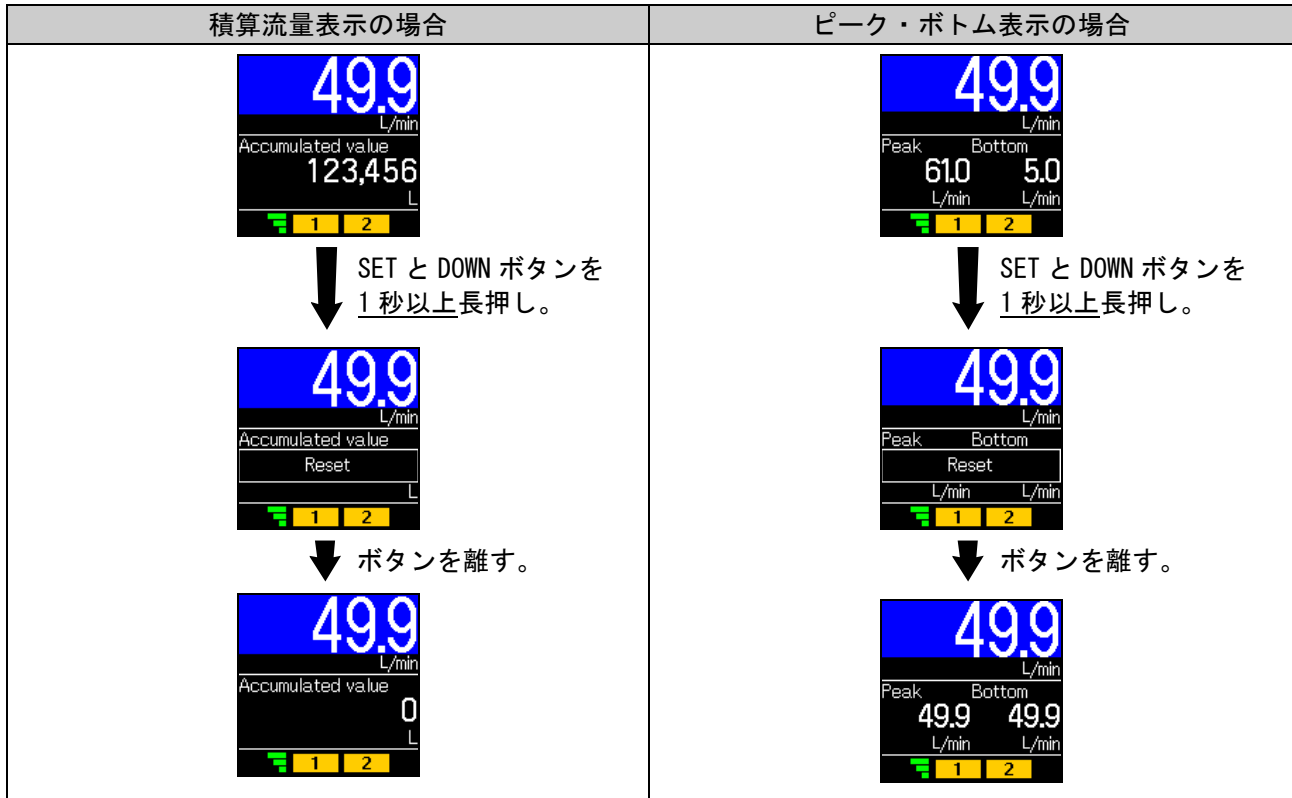 積算流量表示の場合
49.9
L/min
Accumulated value
123,456
L
1 2
SET と DOWN ボタンを
1 秒以上長押し。
49.9
L/min
Accumulated value
Reset
L
1 2
ボタンを離す。
49.9
L/min
Accumulated value
0
L
1 2
ピーク・ボトム表示の場合
49.9
L/min
Peak Bottom
61.0 5.0
L/min L/min
1 2
SET と DOWN ボタンを
1 秒以上長押し。
49.9
L/min
Peak Bottom
Reset
L/min L/min
1 2
ボタンを離す。
49.9
L/min
Peak Bottom
49.9 49.9
L/min L/min
1 2